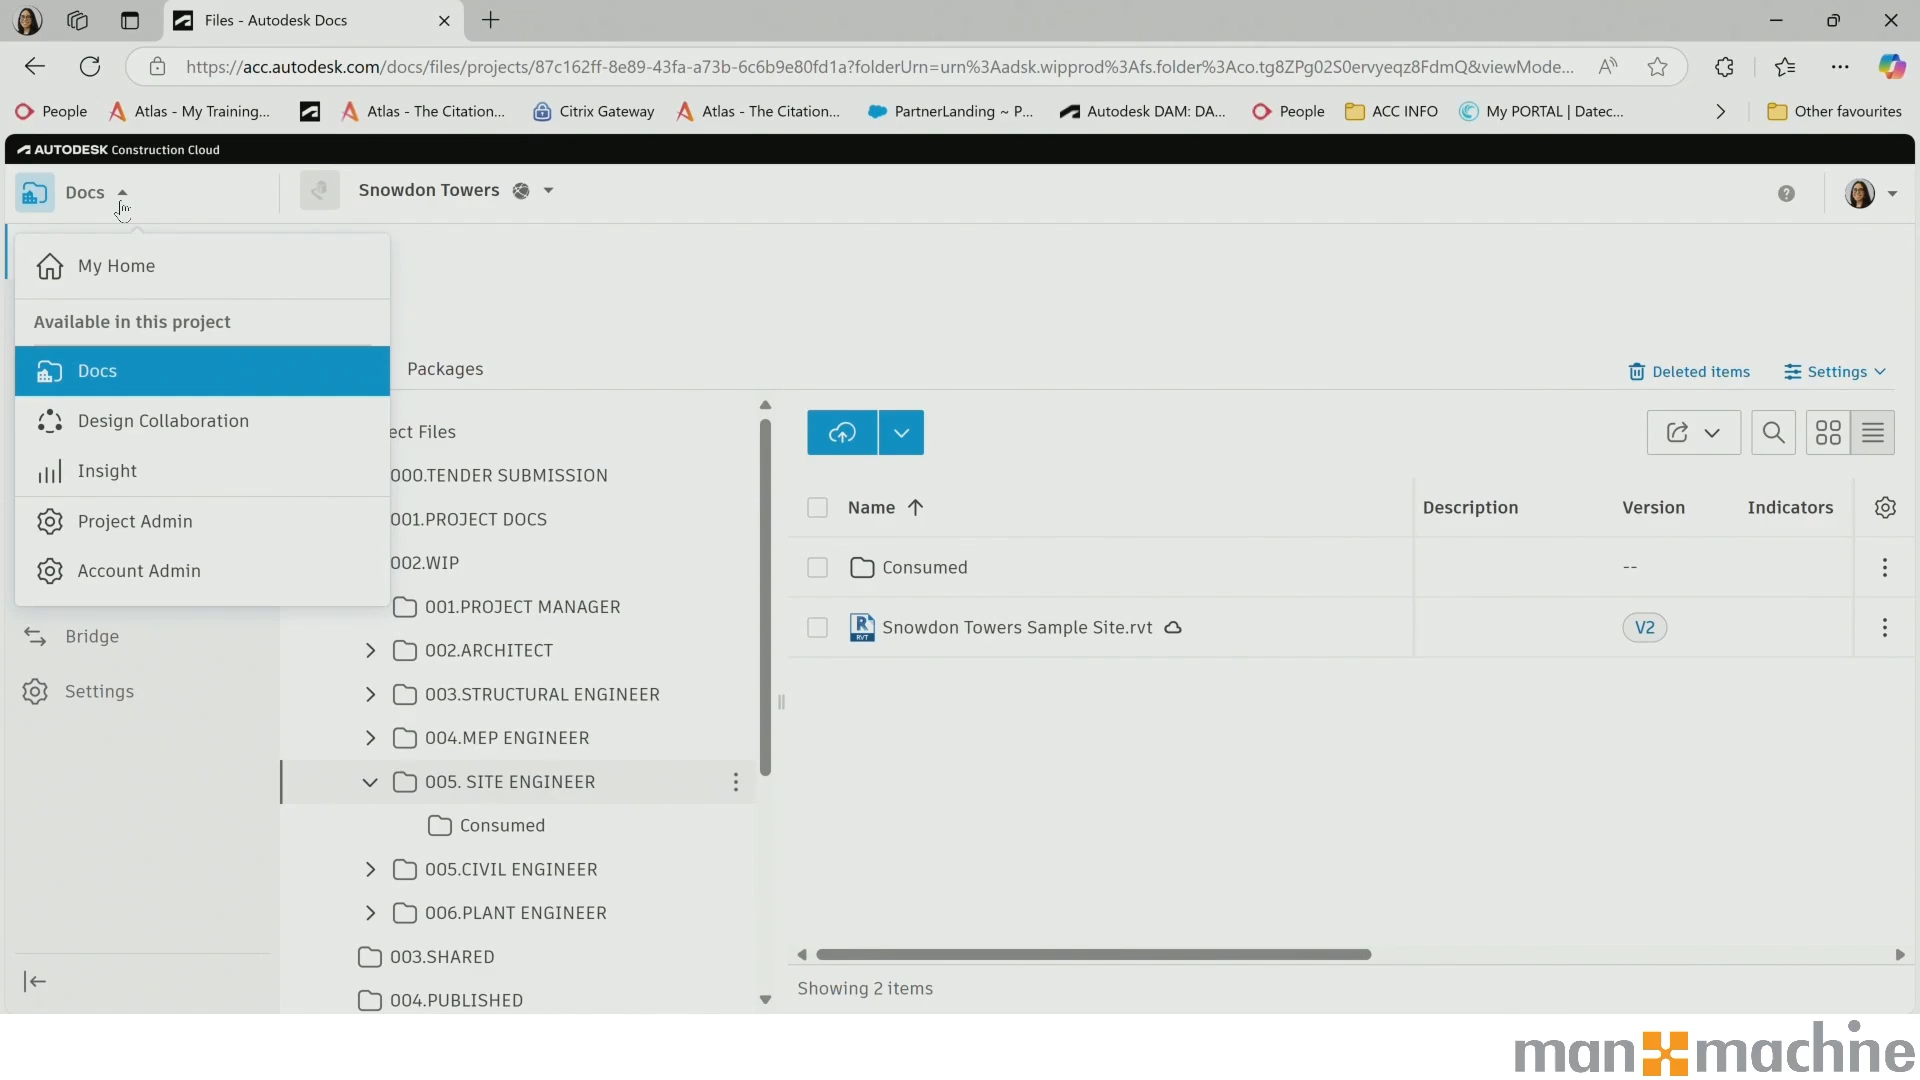 Files - Autodesk Docs
https://acc.autodesk.com/docs/files/projects/87c162ff-8e89-43fa-a73b-6c6b9e80fd1a?folderUrn=urn%3Aadsk.wipprod%3Afs.folder%3Aco.tg8ZPg02S0ervyeqz8FdmQ&viewMode...
People
Atlas - My Training...
Atlas - The Citation...
Citrix Gateway
Atlas - The Citation...
PartnerLanding ~ P...
Autodesk DAM: DA...
People
ACC INFO
My PORTAL | Datec...
Other favourites
AUTODESK Construction Cloud
Docs
Snowdon Towers
My Home
Available in this project
Docs
Design Collaboration
Insight
Project Admin
Account Admin
Bridge
Settings
Packages
Deleted items
Settings
ect Files
000.TENDER SUBMISSION
001.PROJECT DOCS
002.WIP
001.PROJECT MANAGER
002.ARCHITECT
003.STRUCTURAL ENGINEER
004.MEP ENGINEER
005. SITE ENGINEER
Consumed
005.CIVIL ENGINEER
006.PLANT ENGINEER
003.SHARED
004.PUBLISHED
Name
Description
Version
Indicators
Consumed
--
RVT
Snowdon Towers Sample Site.rvt
V2
Showing 2 items
man machine